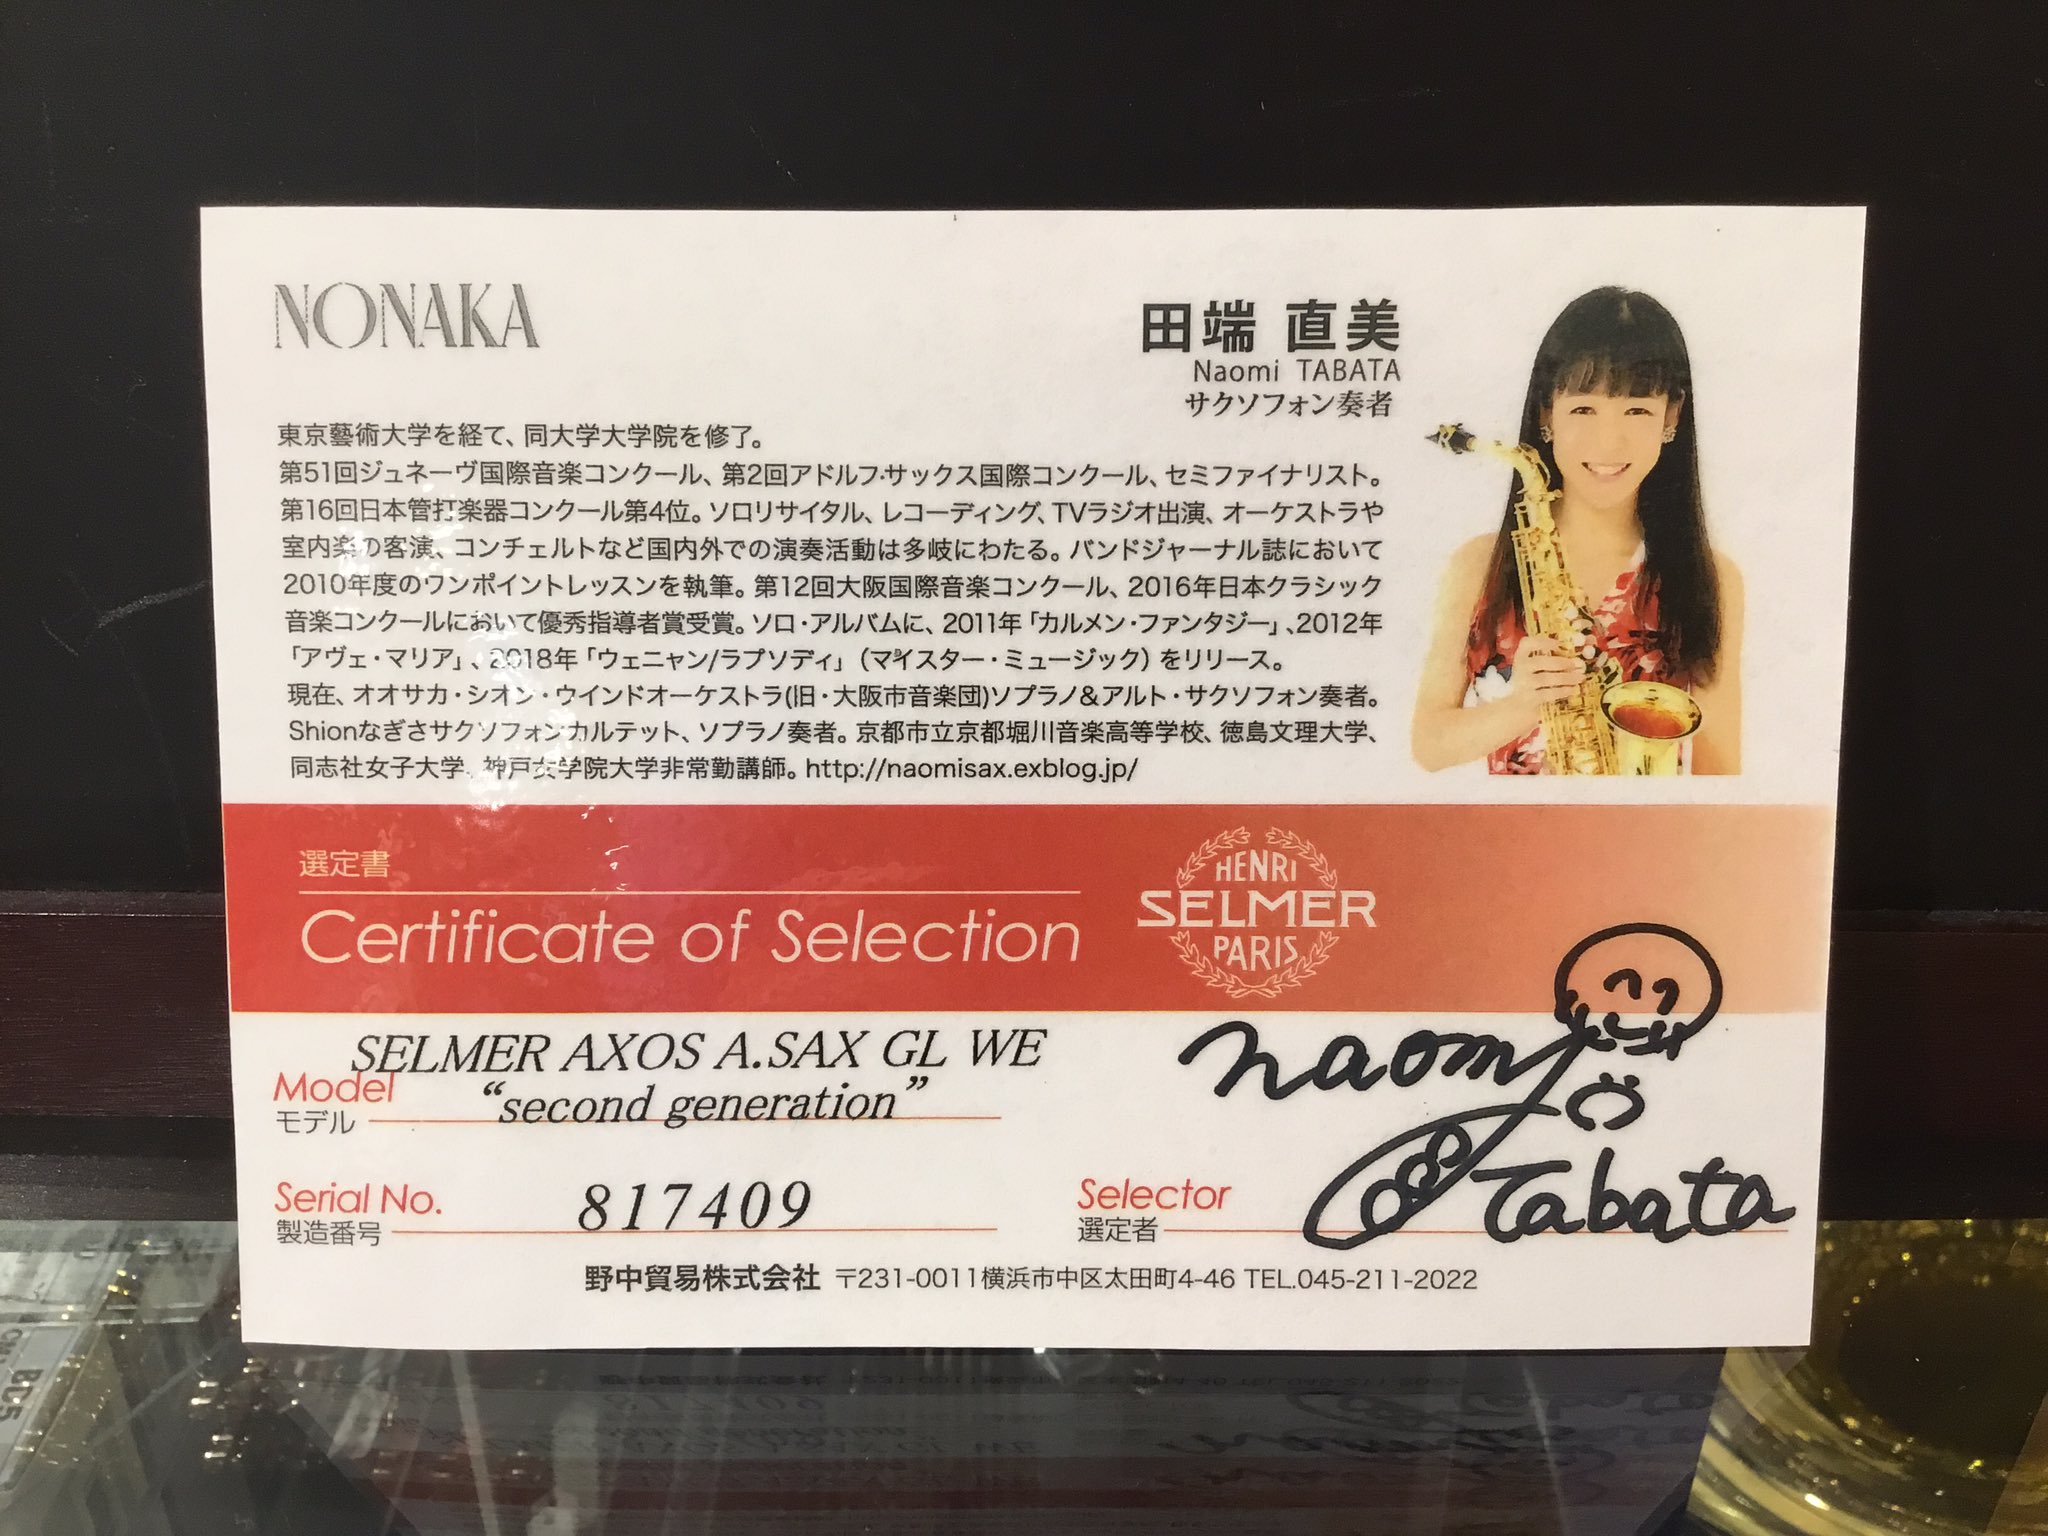 NONAKA
田端 直美
Naomi TABATA
サクソフォン奏者
東京藝術大学を経て、同大学大学院を修了。
第51回ジュネーヴ国際音楽コンクール、第2回アドルフ・サックス国際コンクール、セミファイナリスト。
第16回日本管打楽器コンクール第4位。ソロリサイタル、レコーディング、TVラジオ出演、オーケストラや
室内楽の客演、コンチェルトなど国内外での演奏活動は多岐にわたる。バンドジャーナル誌において
2010年度のワンポイントレッスンを執筆。第12回大阪国際音楽コンクール、2016年日本クラシック
音楽コンクールにおいて優秀指導者賞受賞。ソロ・アルバムに、2011年「カルメン・ファンタジー」、2012年
「アヴェ・マリア」、2018年「ウェニャン/ラプソディ」（マイスター・ミュージック）をリリース。
現在、オオサカ・シオン・ウインドオーケストラ(旧・大阪市音楽団)ソプラノ&アルト・サクソフォン奏者。
Shionなぎさサクソフォンカルテット、ソプラノ奏者。京都市立京都堀川音楽高等学校、徳島文理大学、
同志社女子大学、神戸女学院大学非常勤講師。http://naomisax.exblog.jp/
選定書
Certificate of Selection
HENRI
SELMER
PARIS
SELMER AXOS A.SAX GL WE
Model
“second generation”
モデル
naomi
Tabata
Serial No. 817409
製造番号
Selector
選定者
野中貿易株式会社 〒231-0011横浜市中区太田町4-46 TEL.045-211-2022